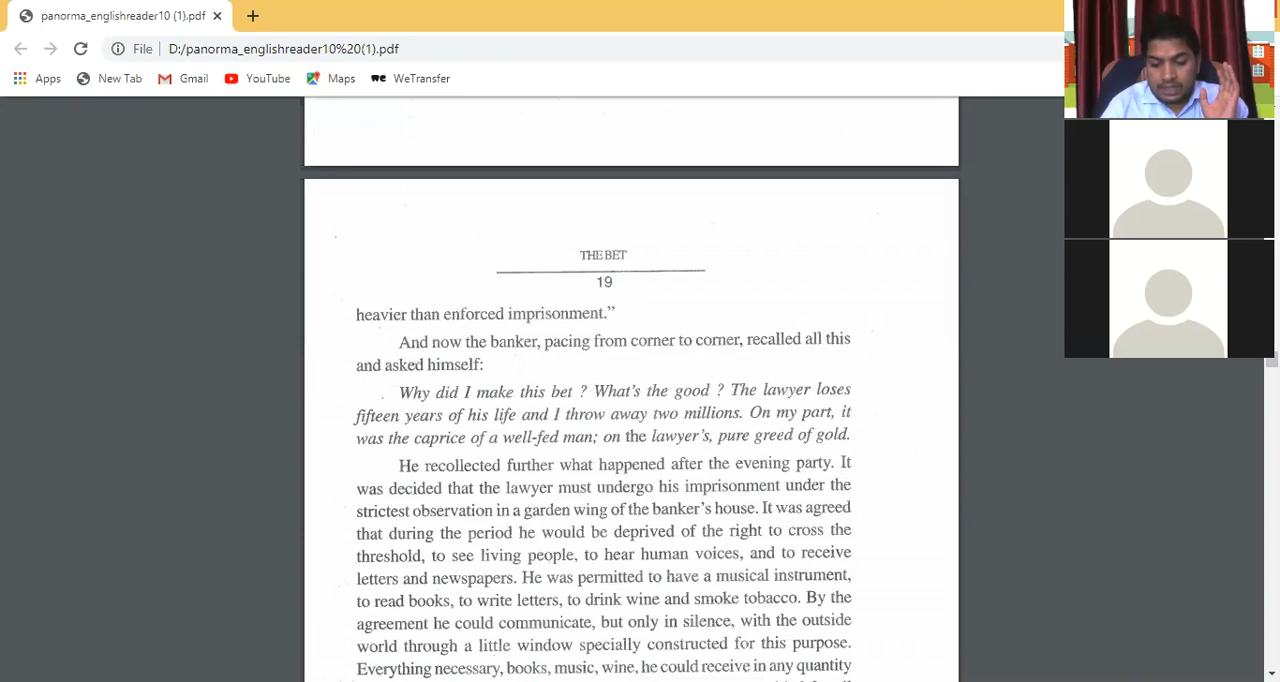 panorma_englishreader10 (1).pdf
File
D:/panorma_englishreader10%20(1).pdf
Apps
New Tab
Gmail
YouTube
Maps
we WeTransfer
THE BET
19
heavier than enforced imprisonment.”
And now the banker, pacing from corner to corner, recalled all this
and asked himself:
Why did I make this bet ? What's the good ? The lawyer loses
fifteen years of his life and I throw away two millions. On my part, it
was the caprice of a well-fed man; on the lawyer's, pure greed of gold.
He recollected further what happened after the evening party. It
was decided that the lawyer must undergo his imprisonment under the
strictest observation in a garden wing of the banker's house. It was agreed
that during the period he would be deprived of the right to cross the
threshold, to see living people, to hear human voices, and to receive
letters and newspapers. He was permitted to have a musical instrument,
to read books, to write letters, to drink wine and smoke tobacco. By the
agreement he could communicate, but only in silence, with the outside
world through a little window specially constructed for this purpose.
Everything necessary, books, music, wine, he could receive in any quantity